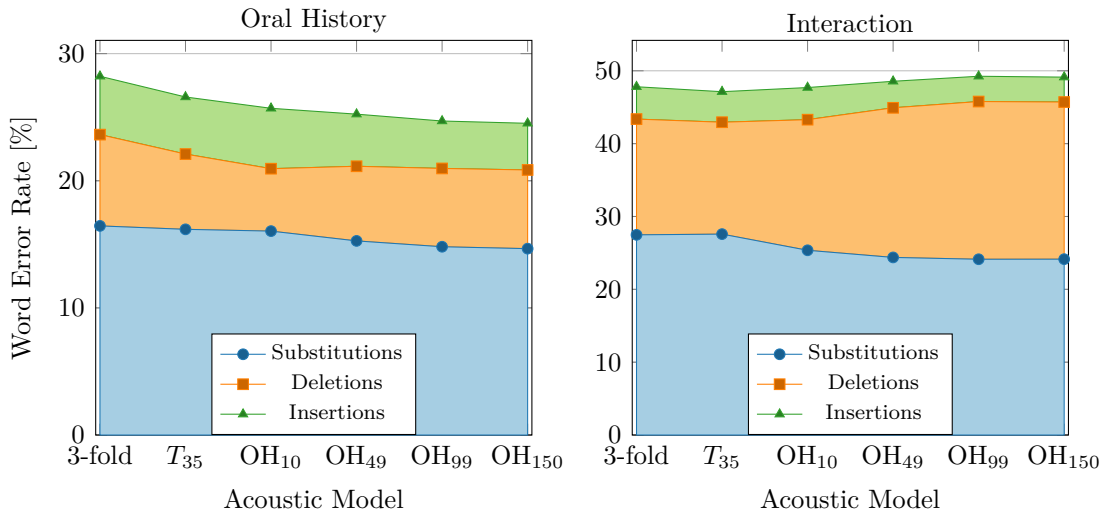 Oral History
Word Error Rate [%]
30
20
10
0
Substitutions
Deletions
Insertions
3-fold T₃₅ OH₁₀ OH₄₉ OH₉₉ OH₁₅₀
Acoustic Model
Interaction
50
40
30
20
10
0
Substitutions
Deletions
Insertions
3-fold T₃₅ OH₁₀ OH₄₉ OH₉₉ OH₁₅₀
Acoustic Model